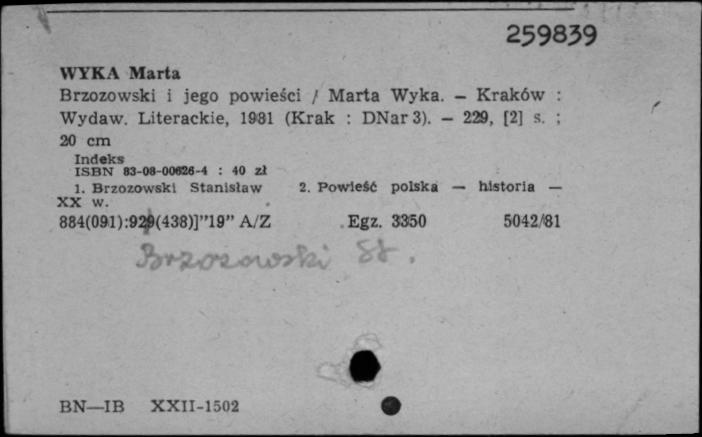 259839
WYKA Marta
Brzozowski i jego powieści / Marta Wyka. — Kraków :
Wydaw. Literackie, 1981 (Krak : DNar 3). — 229, [2] s. ;
20 cm
Indeks
ISBN 83-08-00626-4 : 40 zł
1. Brzozowski Stanisław 2. Powieść polska — historia —
XX w.
884(091):929(438)]"19" A/Z Egz. 3350 5042/81
Brzozowski St.
BN—IB XXII-1502